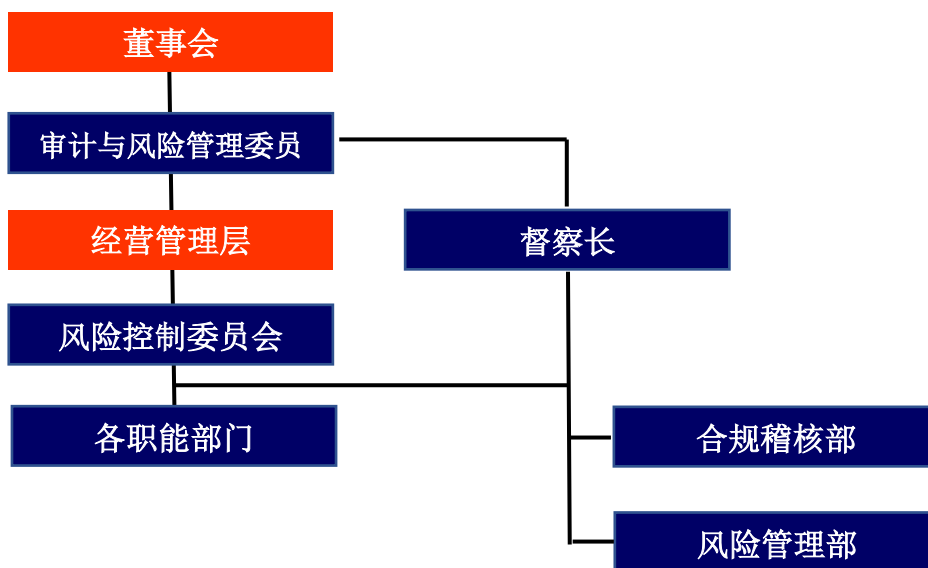 董事会
审计与风险管理委员
经营管理层
督察长
风险控制委员会
各职能部门
合规稽核部
风险管理部